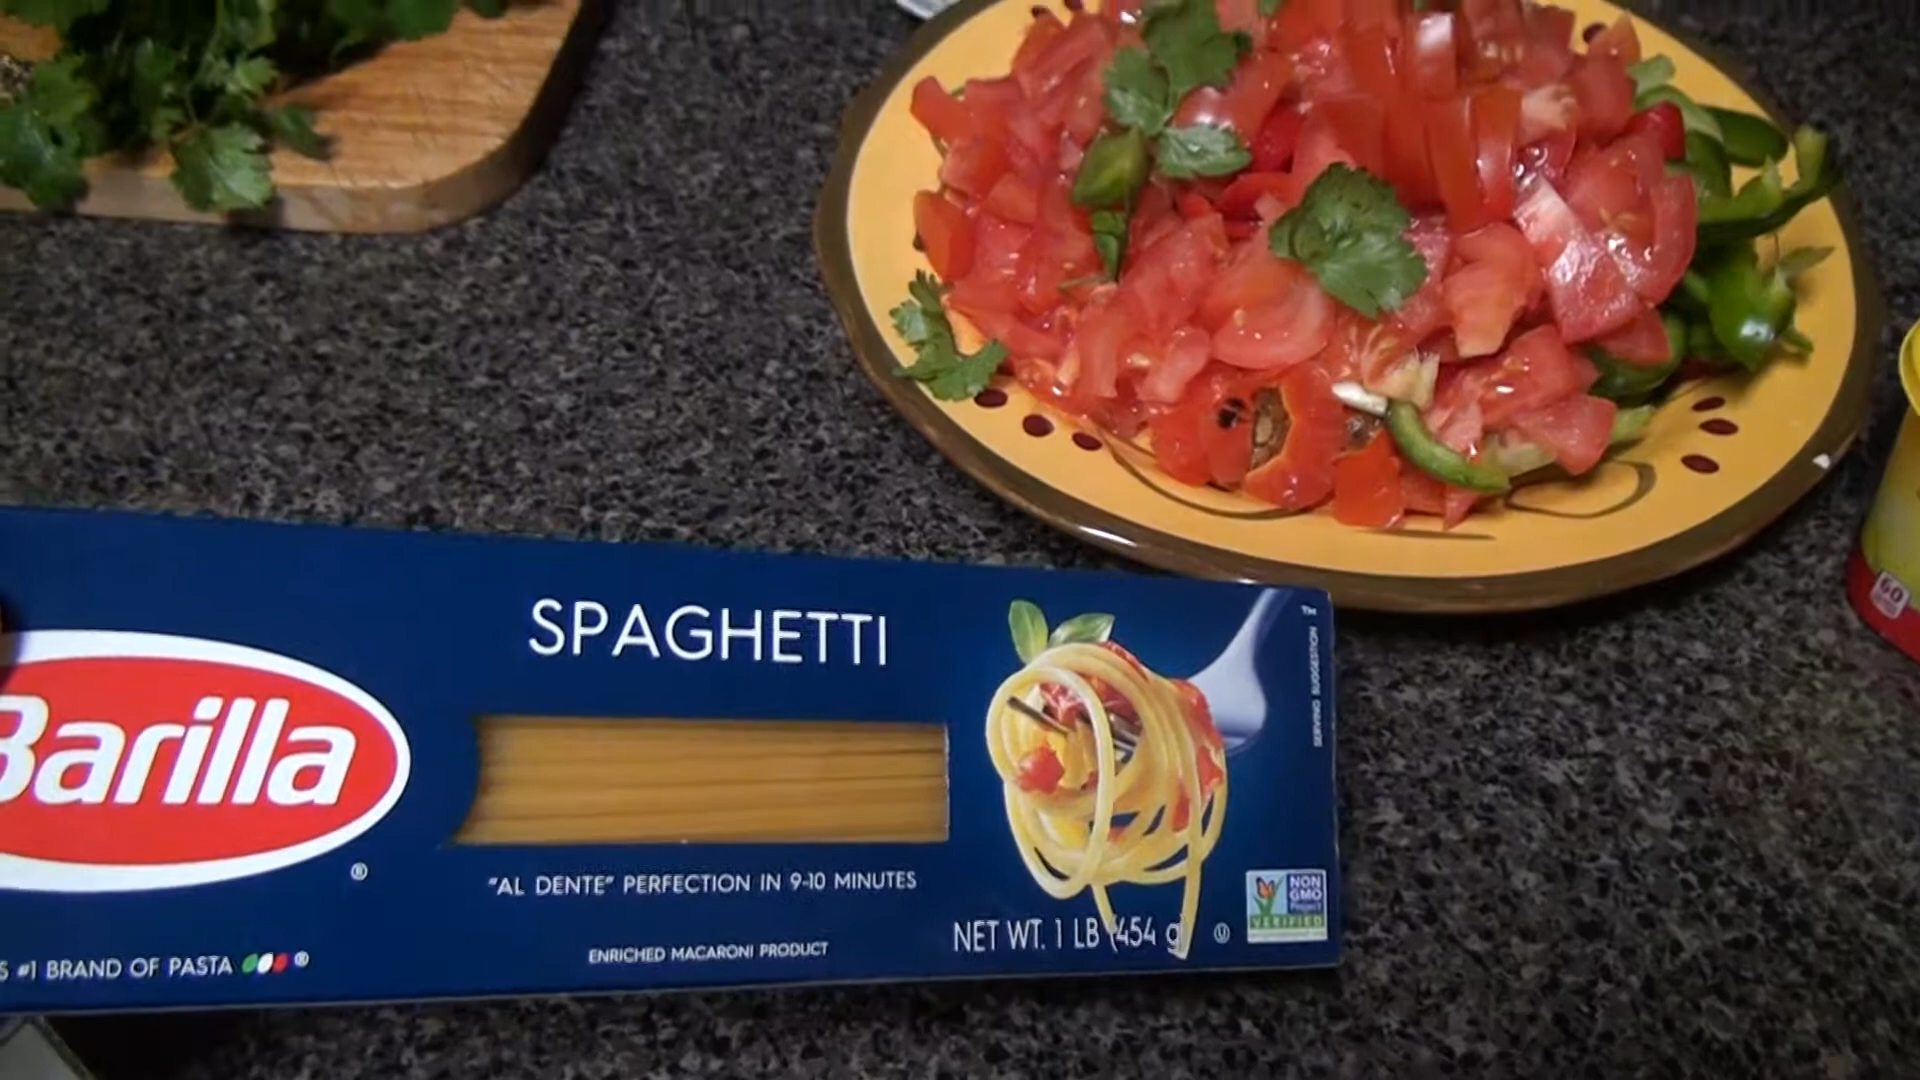 SPAGHETTI
Barilla
®
"AL DENTE" PERFECTION IN 9-10 MINUTES
ENRICHED MACARONI PRODUCT
S #1 BRAND OF PASTA ®
NET WT. 1 LB (454 g)
NON
GMO
Project
VERIFIED
SERVING SUGGESTION
TM
60